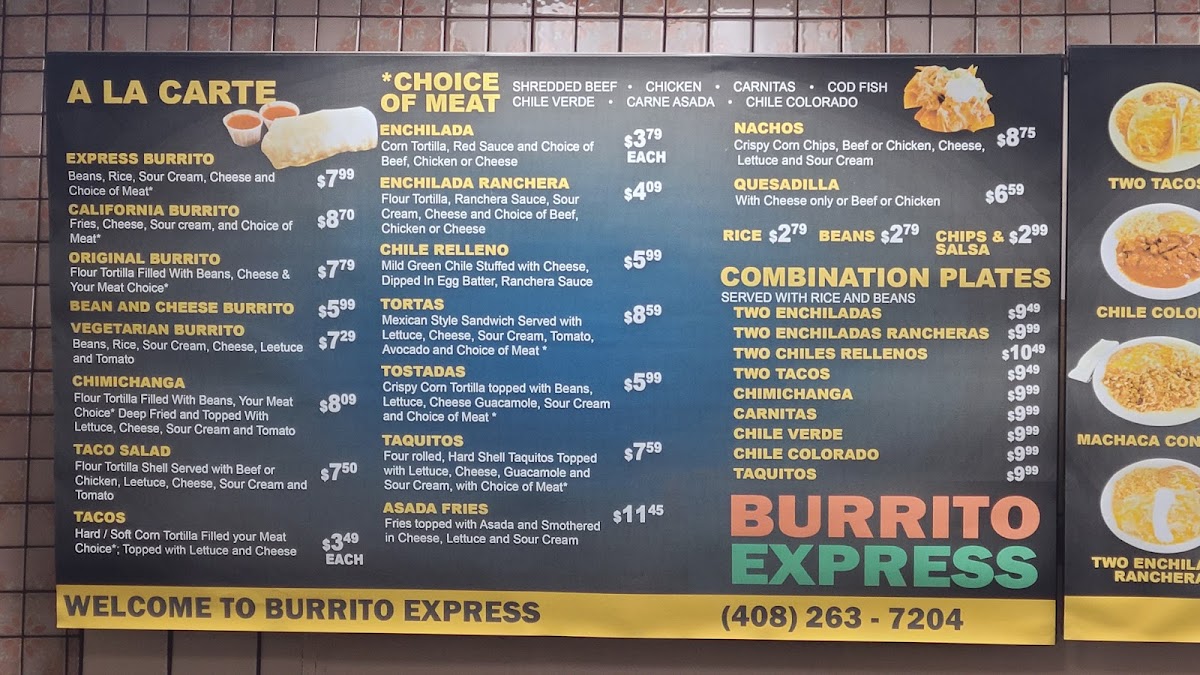 A LA CARTE
EXPRESS BURRITO
Beans, Rice, Sour Cream, Cheese and
Choice of Meat*
$7.99
CALIFORNIA BURRITO
Fries, Cheese, Sour cream, and Choice of
Meat*
$8.70
ORIGINAL BURRITO
Flour Tortilla Filled With Beans, Cheese &
Your Meat Choice*
$7.79
BEAN AND CHEESE BURRITO $5.99
VEGETARIAN BURRITO
Beans, Rice, Sour Cream, Cheese, Leetuce
and Tomato
$7.29
CHIMICHANGA
Flour Tortilla Filled With Beans, Your Meat
Choice* Deep Fried and Topped With
Lettuce, Cheese, Sour Cream and Tomato
$8.09
TACO SALAD
Flour Tortilla Shell Served with Beef or
Chicken, Leetuce, Cheese, Sour Cream and
Tomato
$7.50
TACOS
Hard / Soft Corn Tortilla Filled your Meat
Choice*; Topped with Lettuce and Cheese
$3.49
EACH
*CHOICE
OF MEAT
SHREDDED BEEF • CHICKEN • CARNITAS • COD FISH
CHILE VERDE • CARNE ASADA • CHILE COLORADO
ENCHILADA
Corn Tortilla, Red Sauce and Choice of
Beef, Chicken or Cheese
$3.79
EACH
ENCHILADA RANCHERA
Flour Tortilla, Ranchera Sauce, Sour
Cream, Cheese and Choice of Beef,
Chicken or Cheese
$4.09
CHILE RELLENO
Mild Green Chile Stuffed with Cheese,
Dipped In Egg Batter, Ranchera Sauce
$5.99
TORTAS
Mexican Style Sandwich Served with
Lettuce, Cheese, Sour Cream, Tomato,
Avocado and Choice of Meat *
$8.59
TOSTADAS
Crispy Corn Tortilla topped with Beans,
Lettuce, Cheese Guacamole, Sour Cream
and Choice of Meat *
$5.99
TAQUITOS
Four rolled, Hard Shell Taquitos Topped
with Lettuce, Cheese, Guacamole and
Sour Cream, with Choice of Meat*
$7.59
ASADA FRIES
Fries topped with Asada and Smothered
in Cheese, Lettuce and Sour Cream
$11.45
NACHOS
Crispy Corn Chips, Beef or Chicken, Cheese,
Lettuce and Sour Cream
$8.75
QUESADILLA
With Cheese only or Beef or Chicken
$6.59
RICE $2.79 BEANS $2.79 CHIPS & SALSA $2.99
COMBINATION PLATES
SERVED WITH RICE AND BEANS
TWO ENCHILADAS $9.49
TWO ENCHILADAS RANCHERAS $9.99
TWO CHILES RELLENOS $10.49
TWO TACOS $9.49
CHIMICHANGA $9.99
CARNITAS $9.99
CHILE VERDE $9.99
CHILE COLORADO $9.99
TAQUITOS $9.99
BURRITO
EXPRESS
WELCOME TO BURRITO EXPRESS (408) 263 - 7204
TWO TACOS
CHILE COLO
MACHACA CON
TWO ENCHILA
RANCHERA